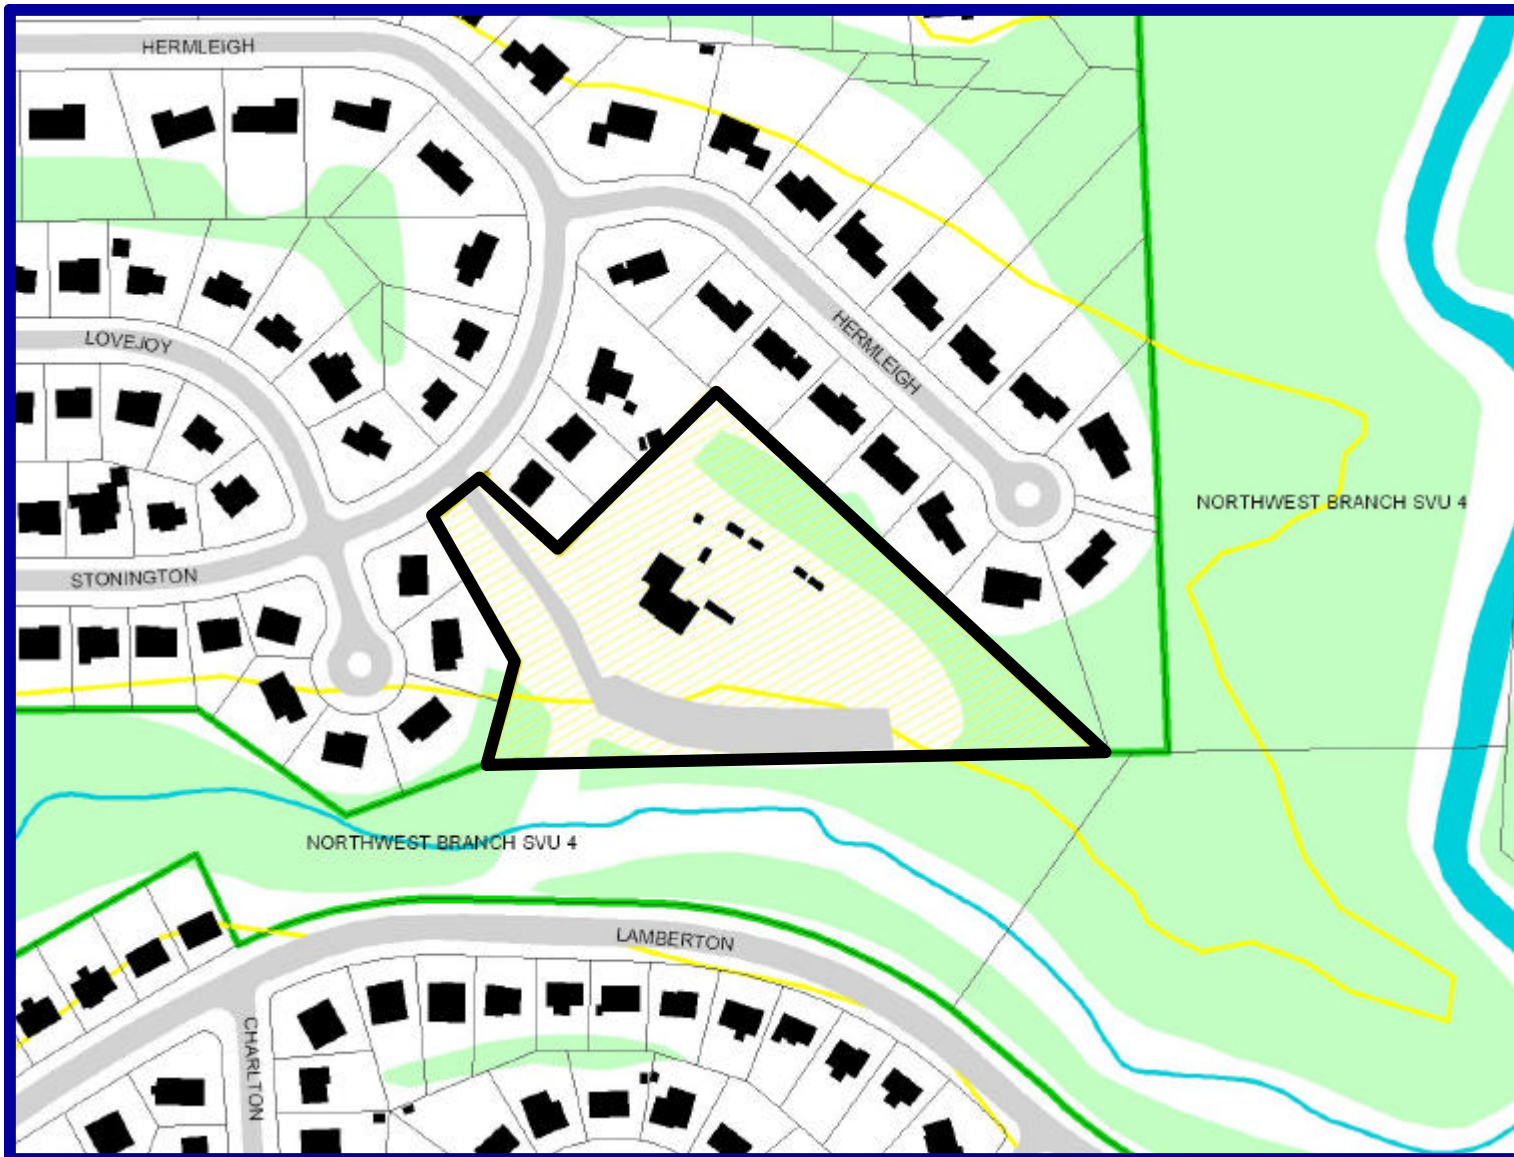 HERMLEIGH
HERMLEIGH
LOVEJOY
NORTHWEST BRANCH SVU 4
STONINGTON
NORTHWEST BRANCH SVU 4
LAMBERTON
CHARLTON